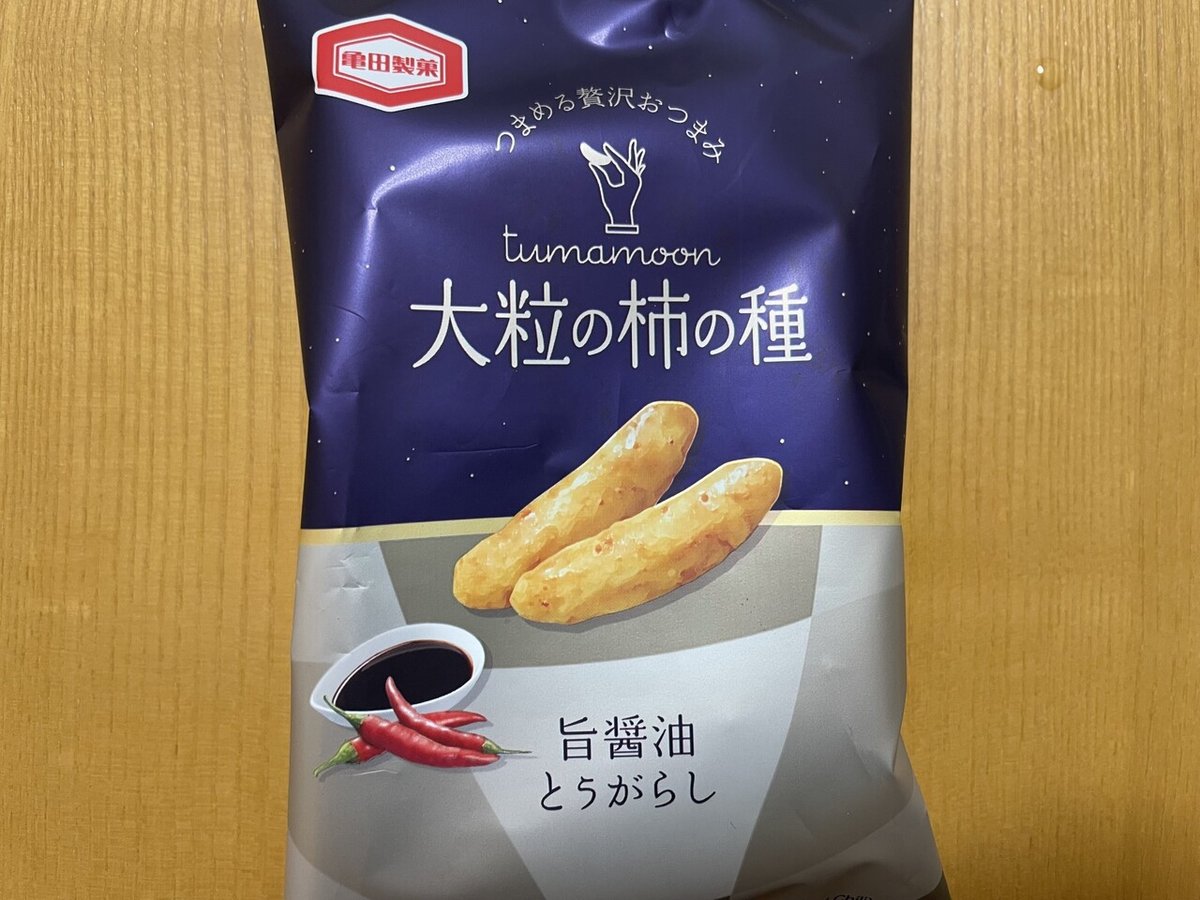 亀田製菓
つまめる贅沢おつまみ
tumamoon
大粒の柿の種
旨醤油
とうがらし